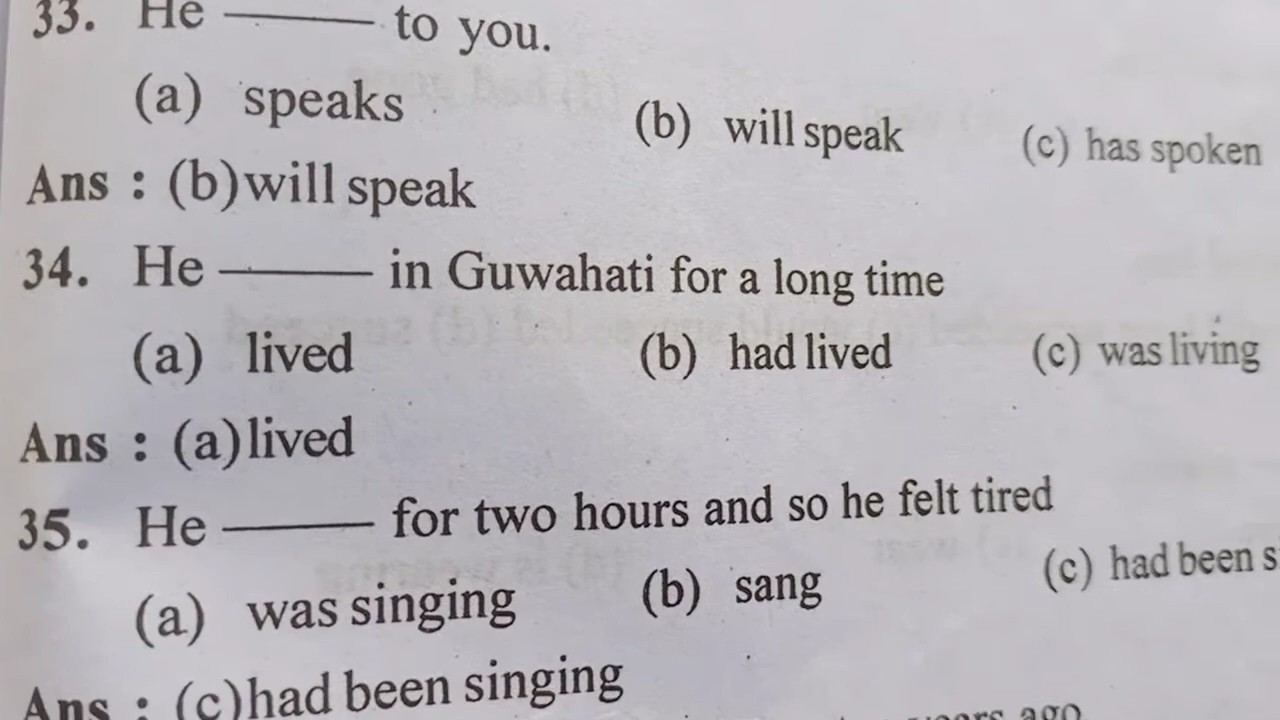 33. He ——— to you.
(a) speaks (b) will speak (c) has spoken
Ans : (b) will speak
34. He ——— in Guwahati for a long time
(a) lived (b) had lived (c) was living
Ans : (a) lived
35. He ——— for two hours and so he felt tired
(a) was singing (b) sang (c) had been s
Ans : (c) had been singing
ago